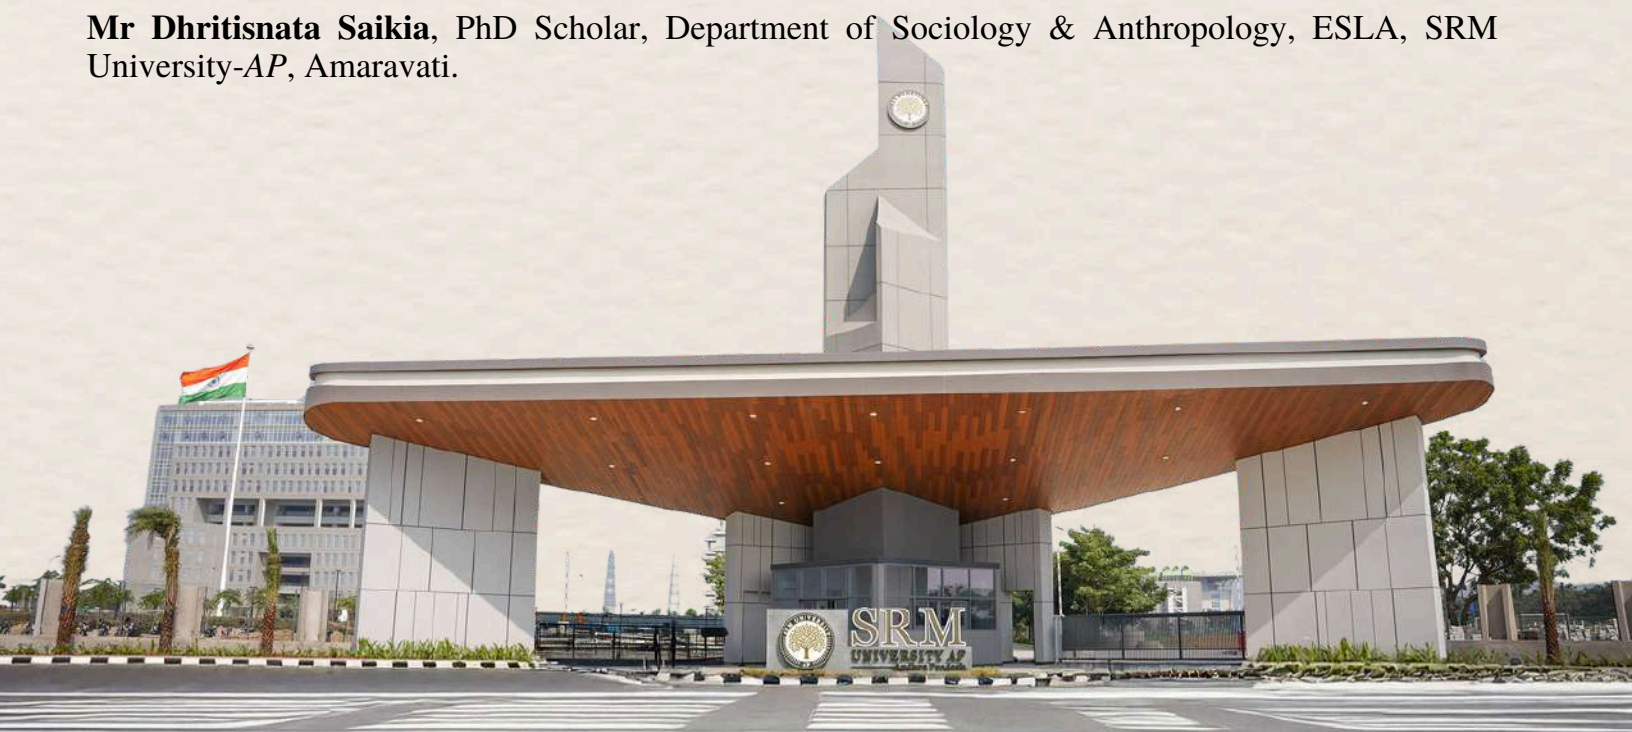 Mr Dhritisnata Saikia, PhD Scholar, Department of Sociology & Anthropology, ESLA, SRM
University-AP, Amaravati.
SRM
UNIVERSITY AP